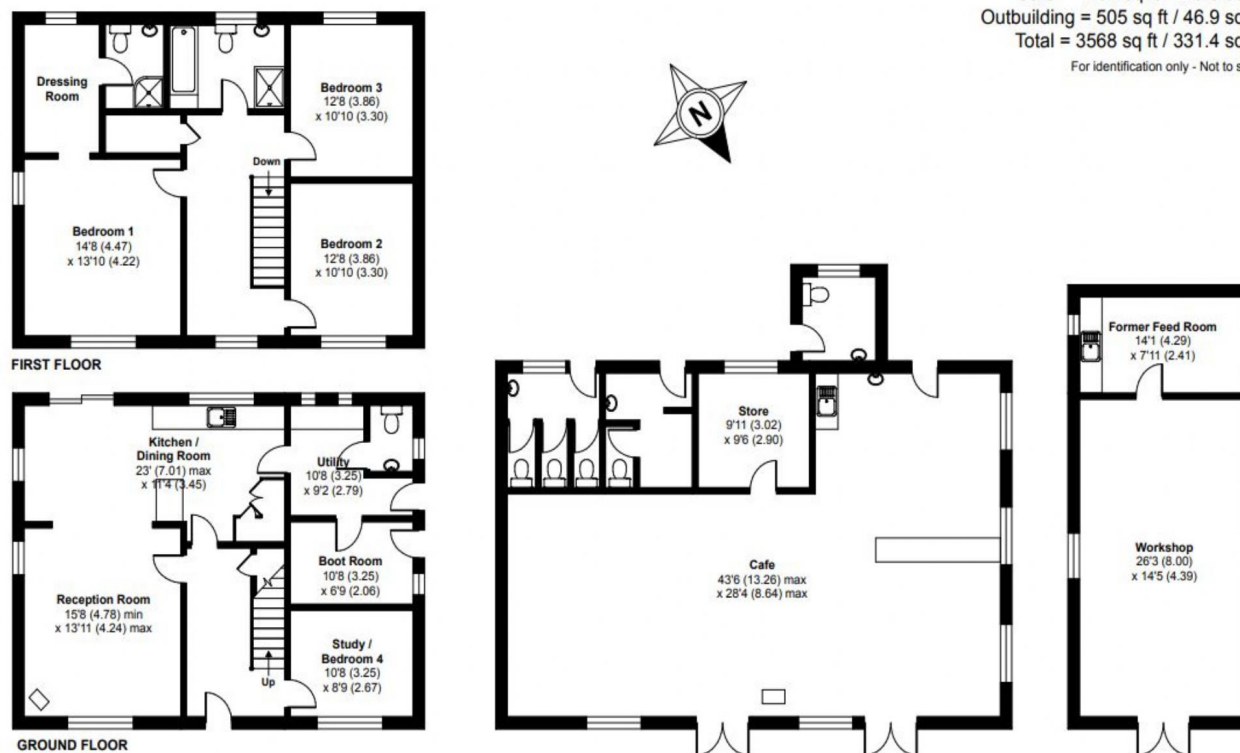 Outbuilding = 505 sq ft / 46.9 sq
Total = 3568 sq ft / 331.4 sq
For identification only - Not to s
N
Dressing
Room
Bedroom 3
12'8 (3.86)
x 10'10 (3.30)
Down
Bedroom 1
14'8 (4.47)
x 13'10 (4.22)
Bedroom 2
12'8 (3.86)
x 10'10 (3.30)
FIRST FLOOR
Kitchen /
Dining Room
23' (7.01) max
x 11'4 (3.45)
Utility
10'8 (3.25)
x 9'2 (2.79)
Boot Room
10'8 (3.25)
x 6'9 (2.06)
Reception Room
15'8 (4.78) min
x 13'11 (4.24) max
Study /
Bedroom 4
10'8 (3.25)
x 8'9 (2.67)
Up
GROUND FLOOR
Store
9'11 (3.02)
x 9'6 (2.90)
Cafe
43'6 (13.26) max
x 28'4 (8.64) max
Former Feed Room
14'1 (4.29)
x 7'11 (2.41)
Workshop
26'3 (8.00)
x 14'5 (4.39)